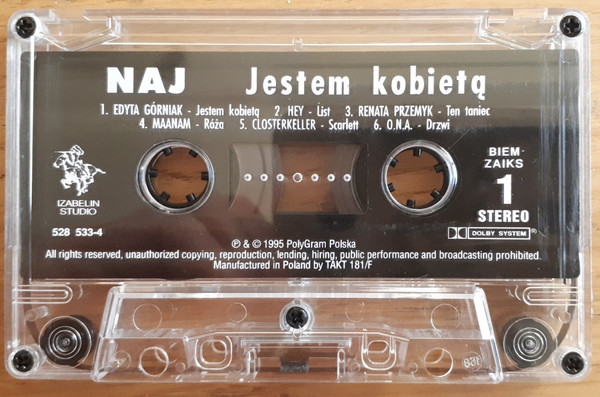 NAJ Jestem kobietą
1. EDYTA GÓRNIAK - Jestem kobietą 2. HEY - List 3. RENATA PRZEMYK - Ten taniec
4. MAANAM - Róża 5. CLOSTERKELLER - Scarlett 6. O.N.A. - Drzwi
BIEM-
ZAIKS
1
STEREO
IZABELIN
STUDIO
528 533-4
DOLBY SYSTEM®
℗ & © 1995 PolyGram Polska
All rights reserved, unauthorized copying, reproduction, lending, hiring, public performance and broadcasting prohibited.
Manufactured in Poland by TAKT 181/F